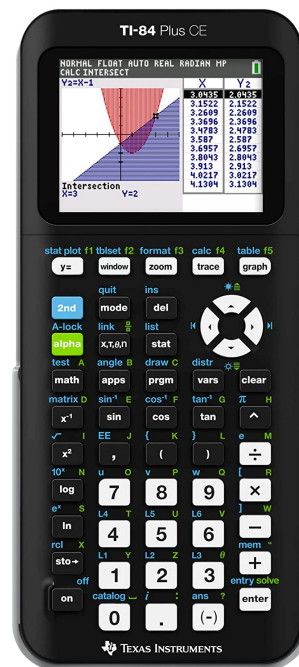 TI-84 Plus CE
NORMAL FLOAT AUTO REAL RADIAN MP
CALC INTERSECT
Y2=X-1
X Y2
3.0435 2.0435
3.1522 2.1522
3.2609 2.2609
3.3696 2.3696
3.4783 2.4783
3.587 2.587
3.6957 2.6957
3.8043 2.8043
3.913 2.913
4.0217 3.0217
4.1304 3.1304
Intersection
X=3 Y=2
stat plot f1 tblset f2 format f3 calc f4 table f5
y= window zoom trace graph
quit ins
2nd mode del
A-lock link list
alpha X,T,θ,n stat
test A angle B draw C distr
math apps prgm vars clear
matrix D sin⁻¹ E cos⁻¹ F tan⁻¹ G π H
x⁻¹ sin cos tan ^
√ I EE J { K } L e M
x² , ( ) ÷
10ˣ N u O v P w Q [ R
log 7 8 9 ×
eˣ S L4 T L5 U L6 V ] W
ln 4 5 6 −
rcl X L1 Y L2 Z L3 θ mem "
sto→ 1 2 3 +
off catalog i : ans ? entry solve
on 0 . (-) enter
TEXAS INSTRUMENTS